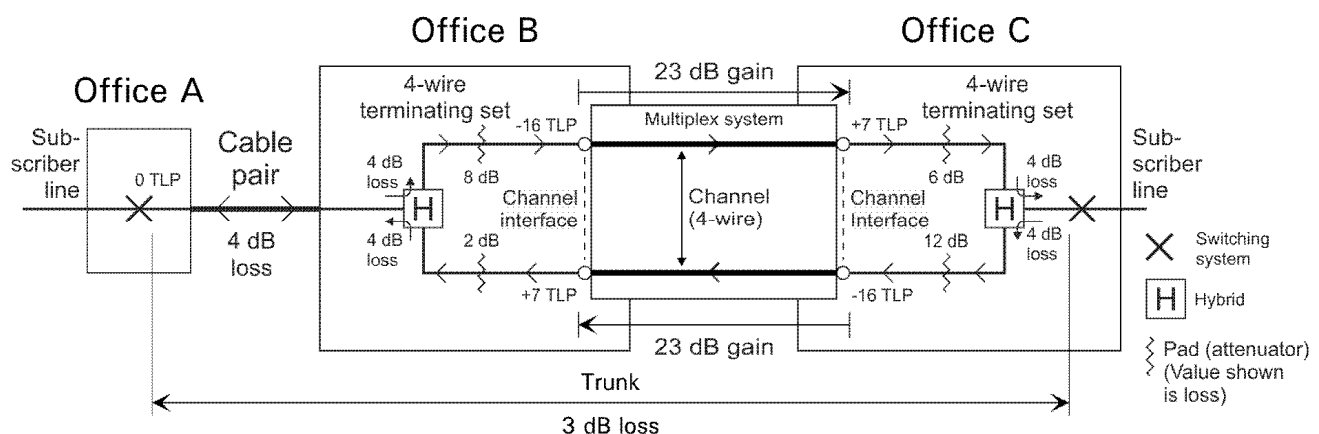 Office B
Office C
Office A
23 dB gain
4-wire
terminating set
4-wire
terminating set
Multiplex system
-16 TLP
+7 TLP
Sub-
scriber
line
0 TLP
Cable
pair
4 dB
loss
8 dB
H
4 dB
loss
Channel
interface
Channel
(4-wire)
Channel
Interface
6 dB
4 dB
loss
H
4 dB
loss
Sub-
scriber
line
4 dB
loss
2 dB
+7 TLP
12 dB
-16 TLP
Switching
system
H
Hybrid
23 dB gain
Pad (attenuator)
(Value shown
is loss)
Trunk
3 dB loss